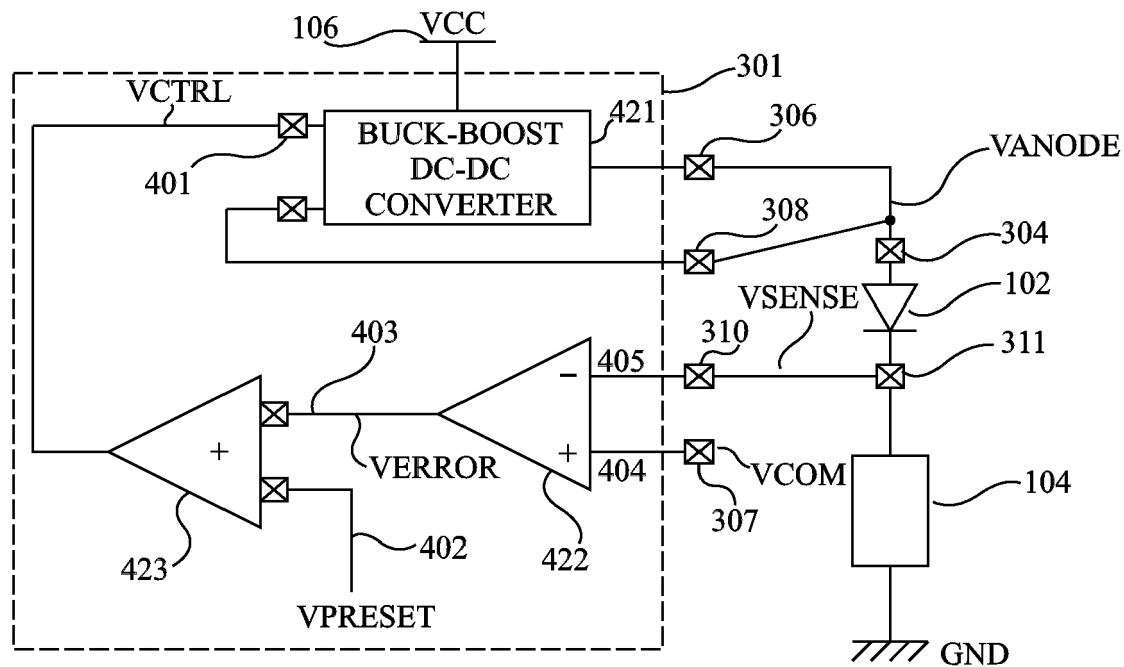 106
VCC
301
VCTRL
421
306
BUCK-BOOST
DC-DC
CONVERTER
VANODE
401
308
304
VSENSE
102
403
310
311
405
−
+
+
VERROR
404
VCOM
104
307
402
423
422
VPRESET
GND